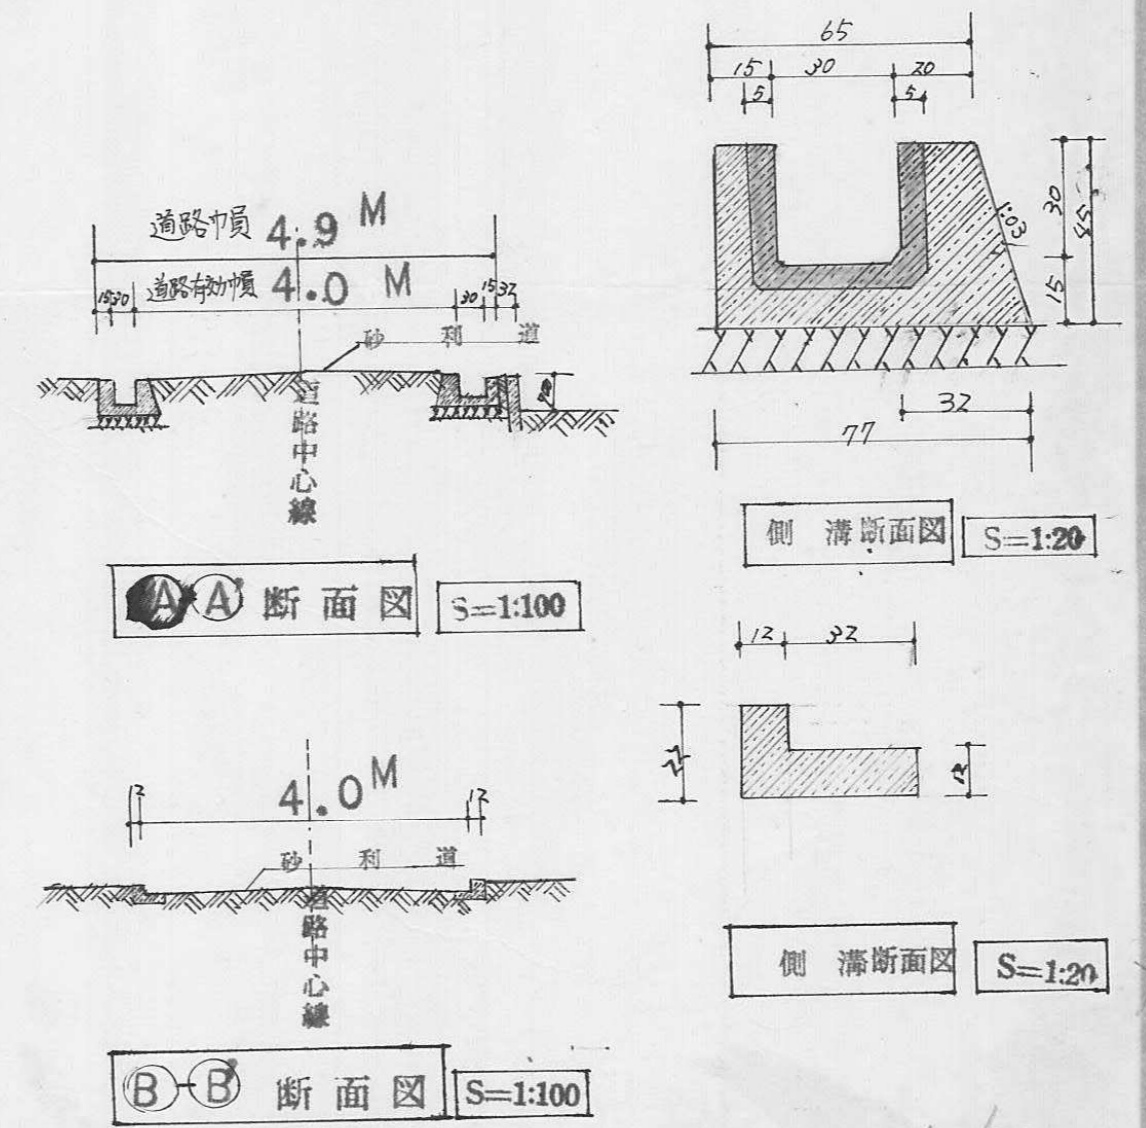 道路巾員 4.9 M
道路有効巾員 4.0 M
15 30
30 15 32
砂利道
道路中心線
A A' 断面図
S=1:100
65
15 30 20
5 5
1:03
30
15
45
32
77
側溝断面図
S=1:20
12
4.0 M
12
砂利道
道路中心線
B-B' 断面図
S=1:100
12 32
12
側溝断面図
S=1:20